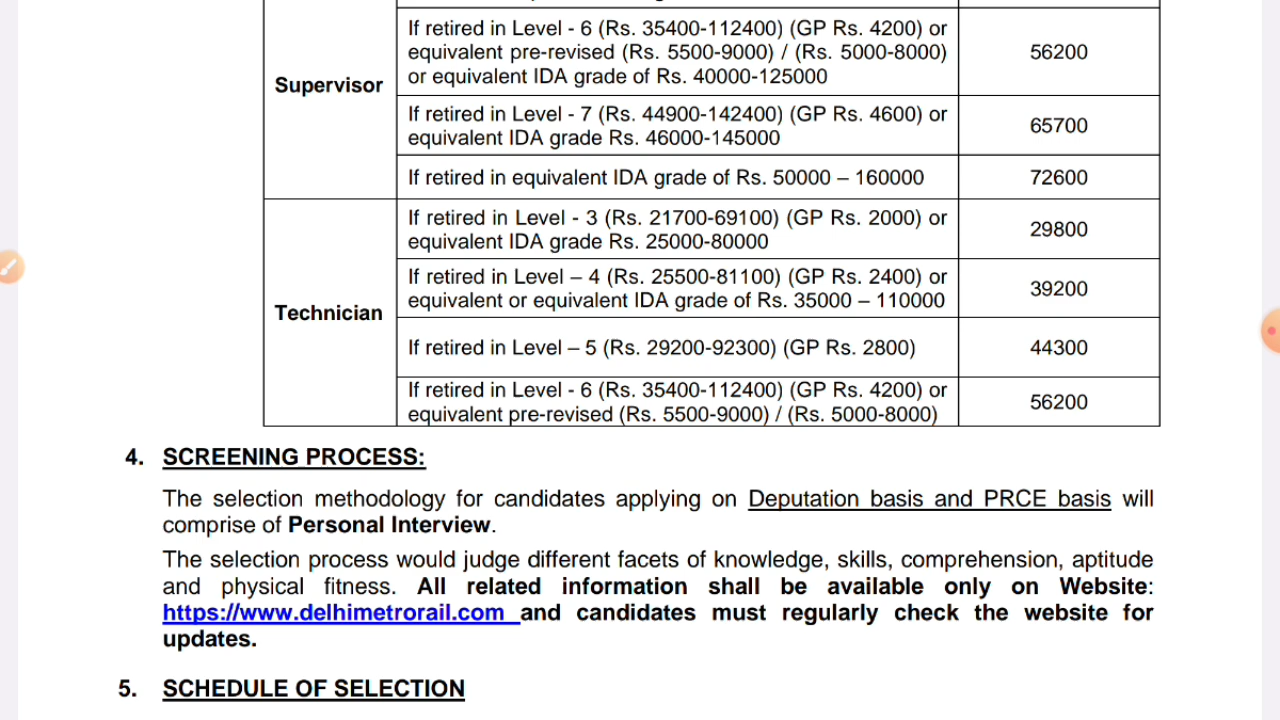 If retired in Level - 6 (Rs. 35400-112400) (GP Rs. 4200) or
equivalent pre-revised (Rs. 5500-9000) / (Rs. 5000-8000)
or equivalent IDA grade of Rs. 40000-125000
56200
Supervisor
If retired in Level - 7 (Rs. 44900-142400) (GP Rs. 4600) or
equivalent IDA grade Rs. 46000-145000
65700
If retired in equivalent IDA grade of Rs. 50000 – 160000
72600
If retired in Level - 3 (Rs. 21700-69100) (GP Rs. 2000) or
equivalent IDA grade Rs. 25000-80000
29800
If retired in Level – 4 (Rs. 25500-81100) (GP Rs. 2400) or
equivalent or equivalent IDA grade of Rs. 35000 – 110000
39200
Technician
If retired in Level – 5 (Rs. 29200-92300) (GP Rs. 2800)
44300
If retired in Level - 6 (Rs. 35400-112400) (GP Rs. 4200) or
equivalent pre-revised (Rs. 5500-9000) / (Rs. 5000-8000)
56200
4. SCREENING PROCESS:
The selection methodology for candidates applying on Deputation basis and PRCE basis will
comprise of Personal Interview.
The selection process would judge different facets of knowledge, skills, comprehension, aptitude
and physical fitness. All related information shall be available only on Website:
https://www.delhimetrorail.com and candidates must regularly check the website for
updates.
5. SCHEDULE OF SELECTION